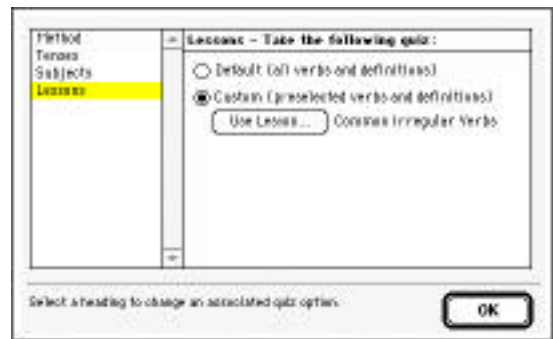 Method
Tenses
Subjects
Lessons
Lessons - Take the following quiz:
Default (all verbs and definitions)
Custom (preselected verbs and definitions)
Use Lesson... Common Irregular Verbs
Select a heading to change an associated quiz option.
OK